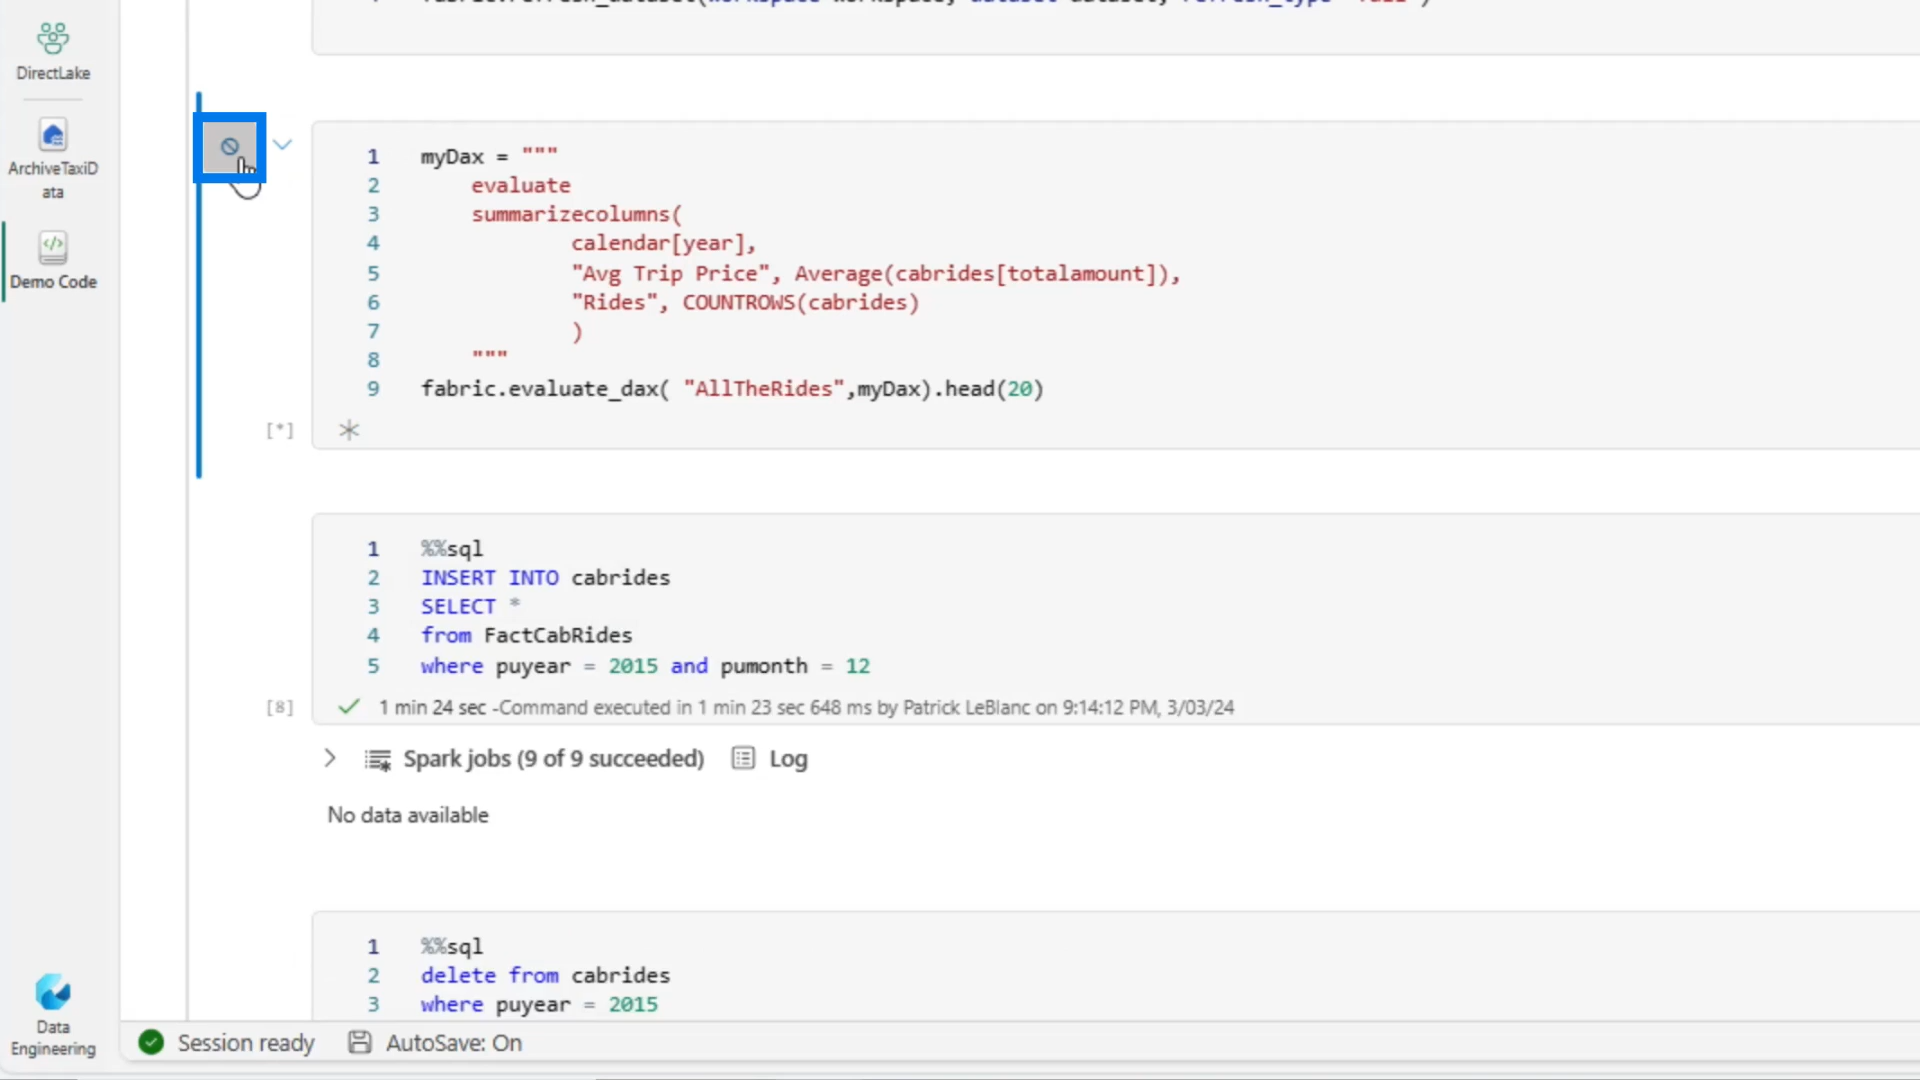 DirectLake
ArchiveTaxiD
ata
Demo Code
1 myDax = """
2 evaluate
3 summarizecolumns(
4 calendar[year],
5 "Avg Trip Price", Average(cabrides[totalamount]),
6 "Rides", COUNTROWS(cabrides)
7 )
8 """
9 fabric.evaluate_dax( "AllTheRides",myDax).head(20)
[*]
1 %%sql
2 INSERT INTO cabrides
3 SELECT *
4 from FactCabRides
5 where puyear = 2015 and pumonth = 12
[8] 1 min 24 sec -Command executed in 1 min 23 sec 648 ms by Patrick LeBlanc on 9:14:12 PM, 3/03/24
Spark jobs (9 of 9 succeeded) Log
No data available
1 %%sql
2 delete from cabrides
3 where puyear = 2015
Data
Engineering
Session ready AutoSave: On